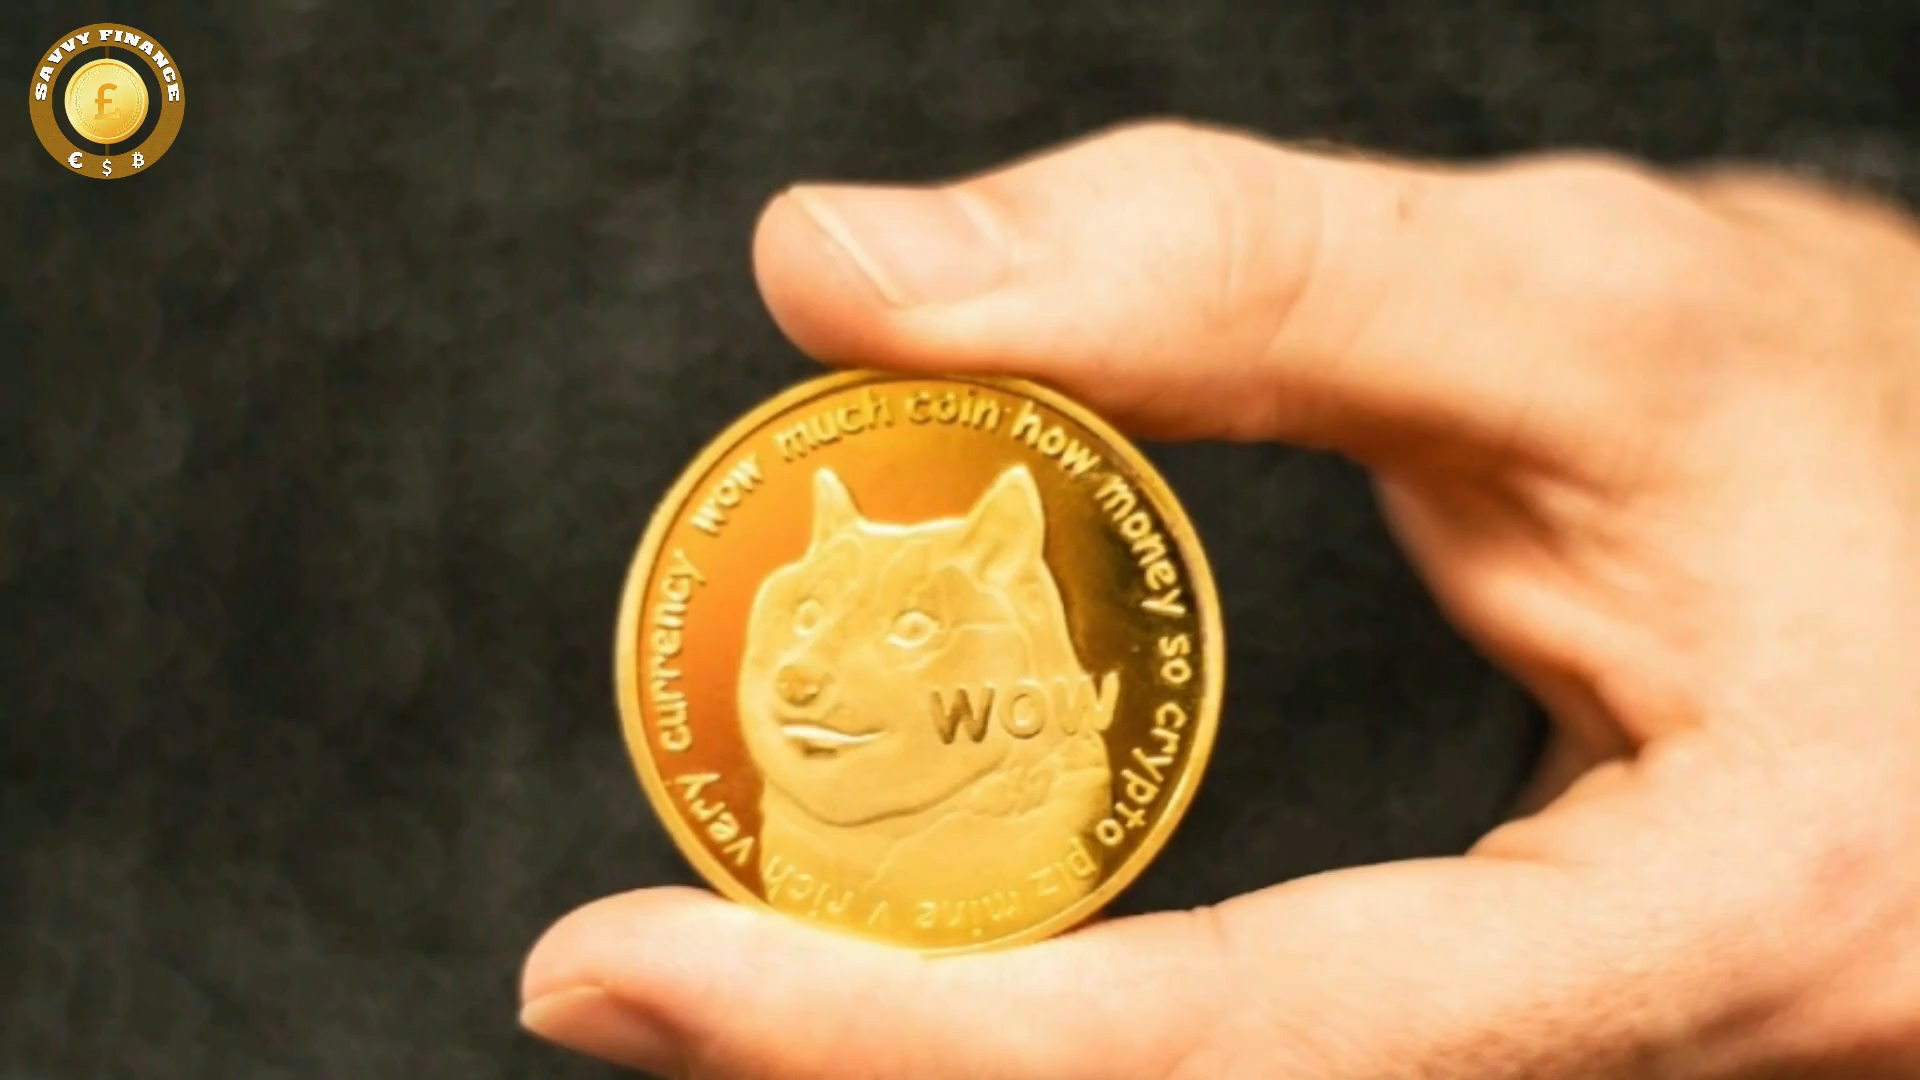 SAVVY FINANCE
£
€ $ ₿
very currency wow much coin how money so crypto plz mine v rich
WOW